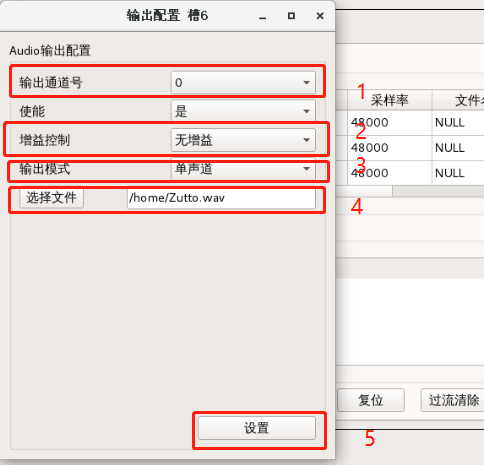 输出配置 槽6
Audio输出配置
输出通道号 0
使能 是
增益控制 无增益
输出模式 单声道
选择文件 /home/Zutto.wav
设置
1
2
3
4
5
采样率
48000 NULL
48000 NULL
48000 NULL
复位 过流清除